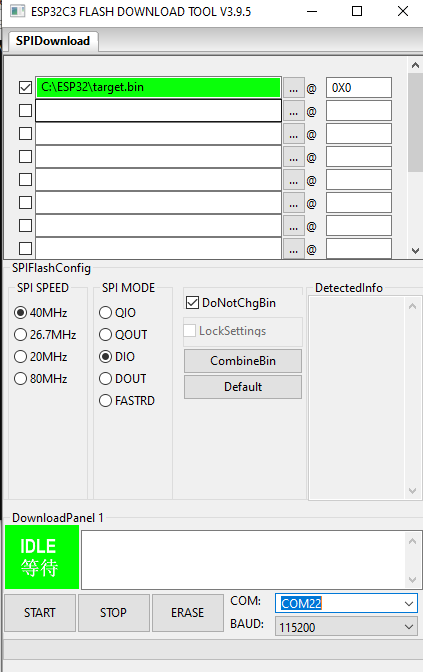 ESP32C3 FLASH DOWNLOAD TOOL V3.9.5
SPIDownload
C:\ESP32\target.bin ... @ 0X0
... @
... @
... @
... @
... @
... @
... @
SPIFlashConfig
SPI SPEED
40MHz
26.7MHz
20MHz
80MHz
SPI MODE
QIO
QOUT
DIO
DOUT
FASTRD
DoNotChgBin
LockSettings
CombineBin
Default
DetectedInfo
DownloadPanel 1
IDLE
等待
START STOP ERASE
COM: COM22
BAUD: 115200